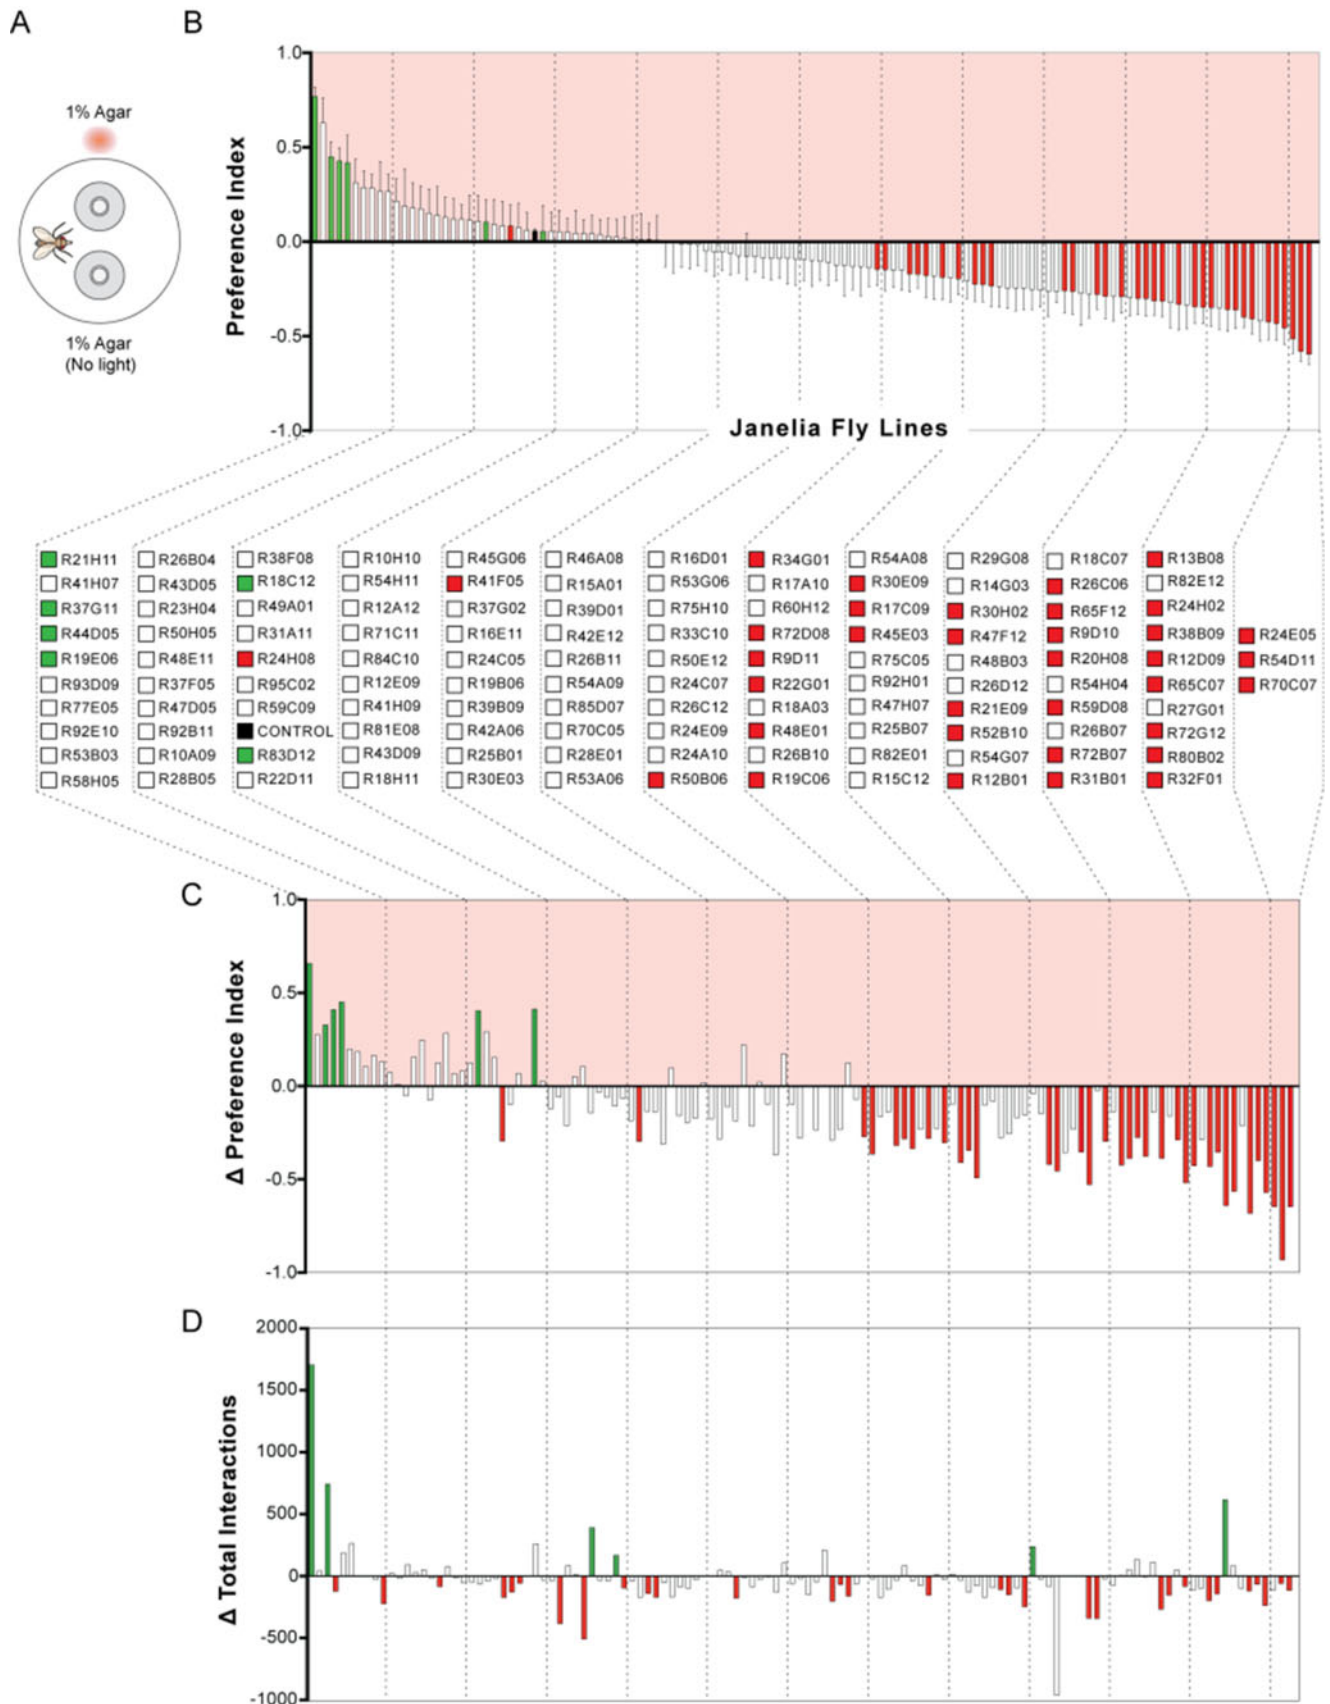 A
B
1% Agar
1% Agar
(No light)
Preference Index
1.0
0.5
0.0
-0.5
-1.0
Janelia Fly Lines
R21H11
R41H07
R37G11
R44D05
R19E06
R93D09
R77E05
R92E10
R53B03
R58H05
R26B04
R43D05
R23H04
R50H05
R48E11
R37F05
R47D05
R92B11
R10A09
R28B05
R38F08
R18C12
R49A01
R31A11
R24H08
R95C02
R59C09
CONTROL
R83D12
R22D11
R10H10
R54H11
R12A12
R71C11
R84C10
R12E09
R41H09
R81E08
R43D09
R18H11
R45G06
R41F05
R37G02
R16E11
R24C05
R19B06
R39B09
R42A06
R25B01
R30E03
R46A08
R15A01
R39D01
R42E12
R26B11
R54A09
R85D07
R70C05
R28E01
R53A06
R16D01
R53G06
R75H10
R33C10
R50E12
R24C07
R26C12
R24E09
R24A10
R50B06
R34G01
R17A10
R60H12
R72D08
R9D11
R22G01
R18A03
R48E01
R26B10
R19C06
R54A08
R30E09
R17C09
R45E03
R75C05
R92H01
R47H07
R25B07
R82E01
R15C12
R29G08
R14G03
R30H02
R47F12
R48B03
R26D12
R21E09
R52B10
R54G07
R12B01
R18C07
R26C06
R65F12
R9D10
R20H08
R54H04
R59D08
R26B07
R72B07
R31B01
R13B08
R82E12
R24H02
R38B09
R12D09
R65C07
R27G01
R72G12
R80B02
R32F01
R24E05
R54D11
R70C07
C
Δ Preference Index
1.0
0.5
0.0
-0.5
-1.0
D
Δ Total Interactions
2000
1500
1000
500
0
-500
-1000